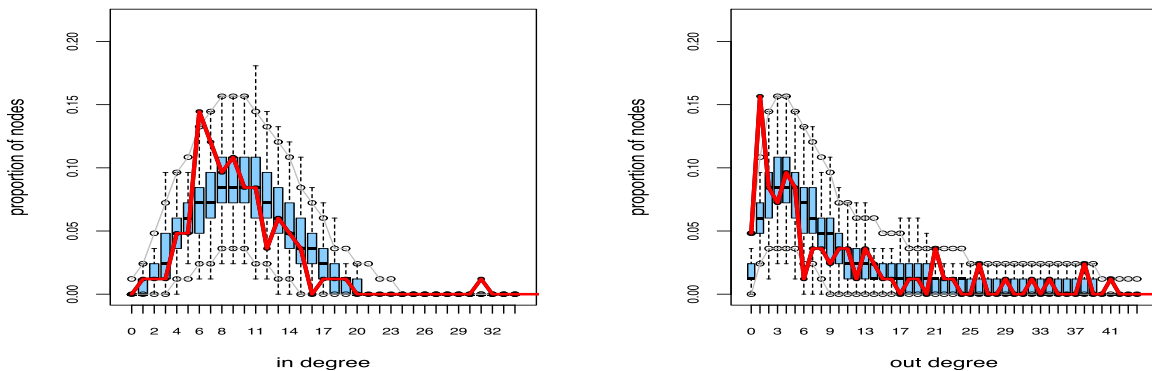 proportion of nodes
0.20
0.15
0.10
0.05
0.00
0 2 4 6 8 11 14 17 20 23 26 29 32
in degree
proportion of nodes
0.20
0.15
0.10
0.05
0.00
0 3 6 9 13 17 21 25 29 33 37 41
out degree